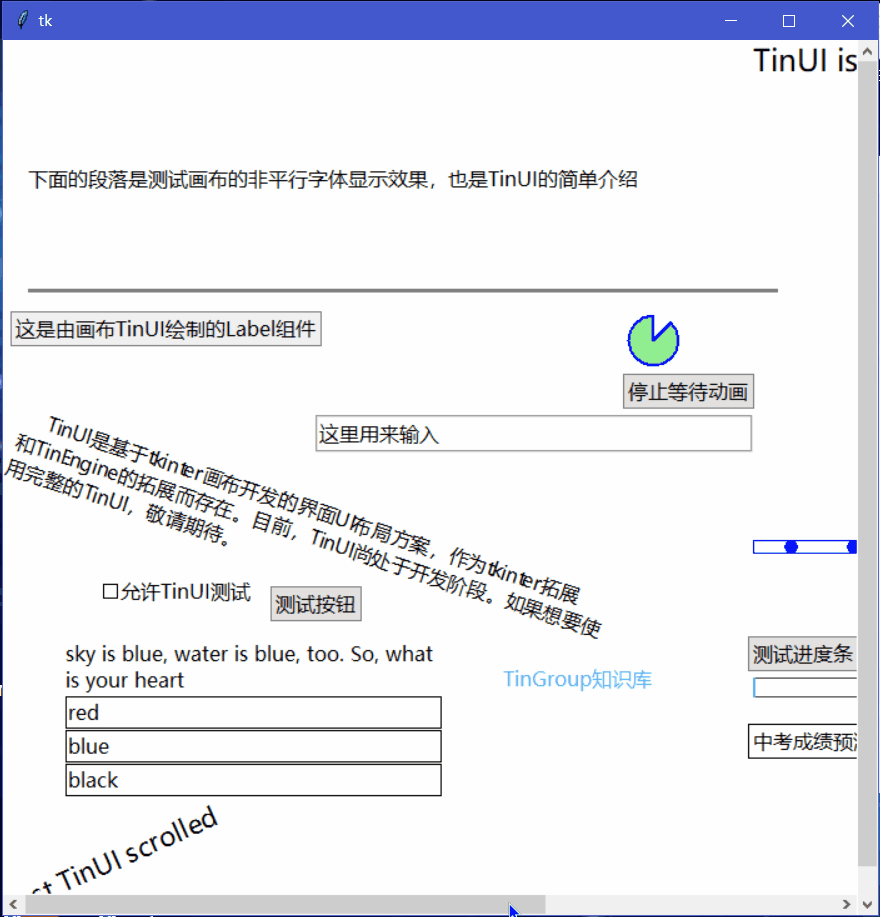 tk
TinUI is
下面的段落是测试画布的非平行字体显示效果，也是TinUI的简单介绍
这是由画布TinUI绘制的Label组件
停止等待动画
这里用来输入
TinUI是基于tkinter画布开发的界面UI布局方案，作为tkinter拓展
和TinEngine的拓展而存在。目前，TinUI尚处于开发阶段。如果想要使
用完整的TinUI，敬请期待。
允许TinUI测试
测试按钮
测试进度条
sky is blue, water is blue, too. So, what
is your heart
TinGroup知识库
red
blue
black
中考成绩预
st TinUI scrolled